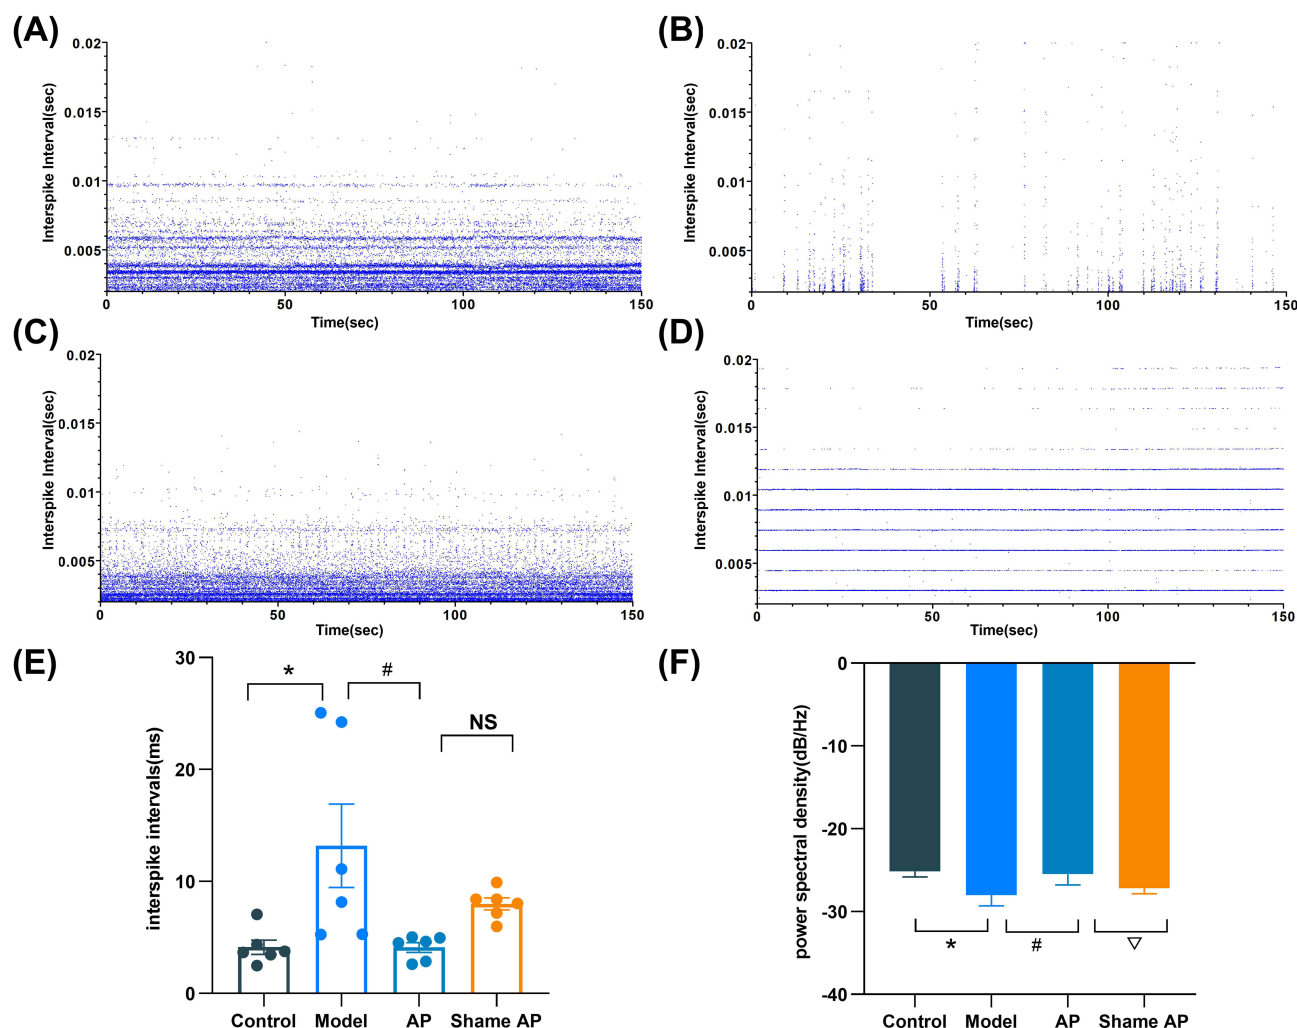 (A)
0.02
0.015
0.01
0.005
Interspike Interval(sec)
0
50
100
150
Time(sec)
(B)
0.02
0.015
0.01
0.005
Interspike Interval(sec)
0
50
100
150
Time(sec)
(C)
0.02
0.015
0.01
0.005
Interspike Interval(sec)
0
50
100
150
Time(sec)
(D)
0.02
0.015
0.01
0.005
Interspike Interval(sec)
0
50
100
150
Time(sec)
(E)
30
20
10
0
interspike intervals(ms)
*
#
NS
Control
Model
AP
Shame AP
(F)
0
-10
-20
-30
-40
power spectral density(dB/Hz)
*
#
▽
Control
Model
AP
Shame AP